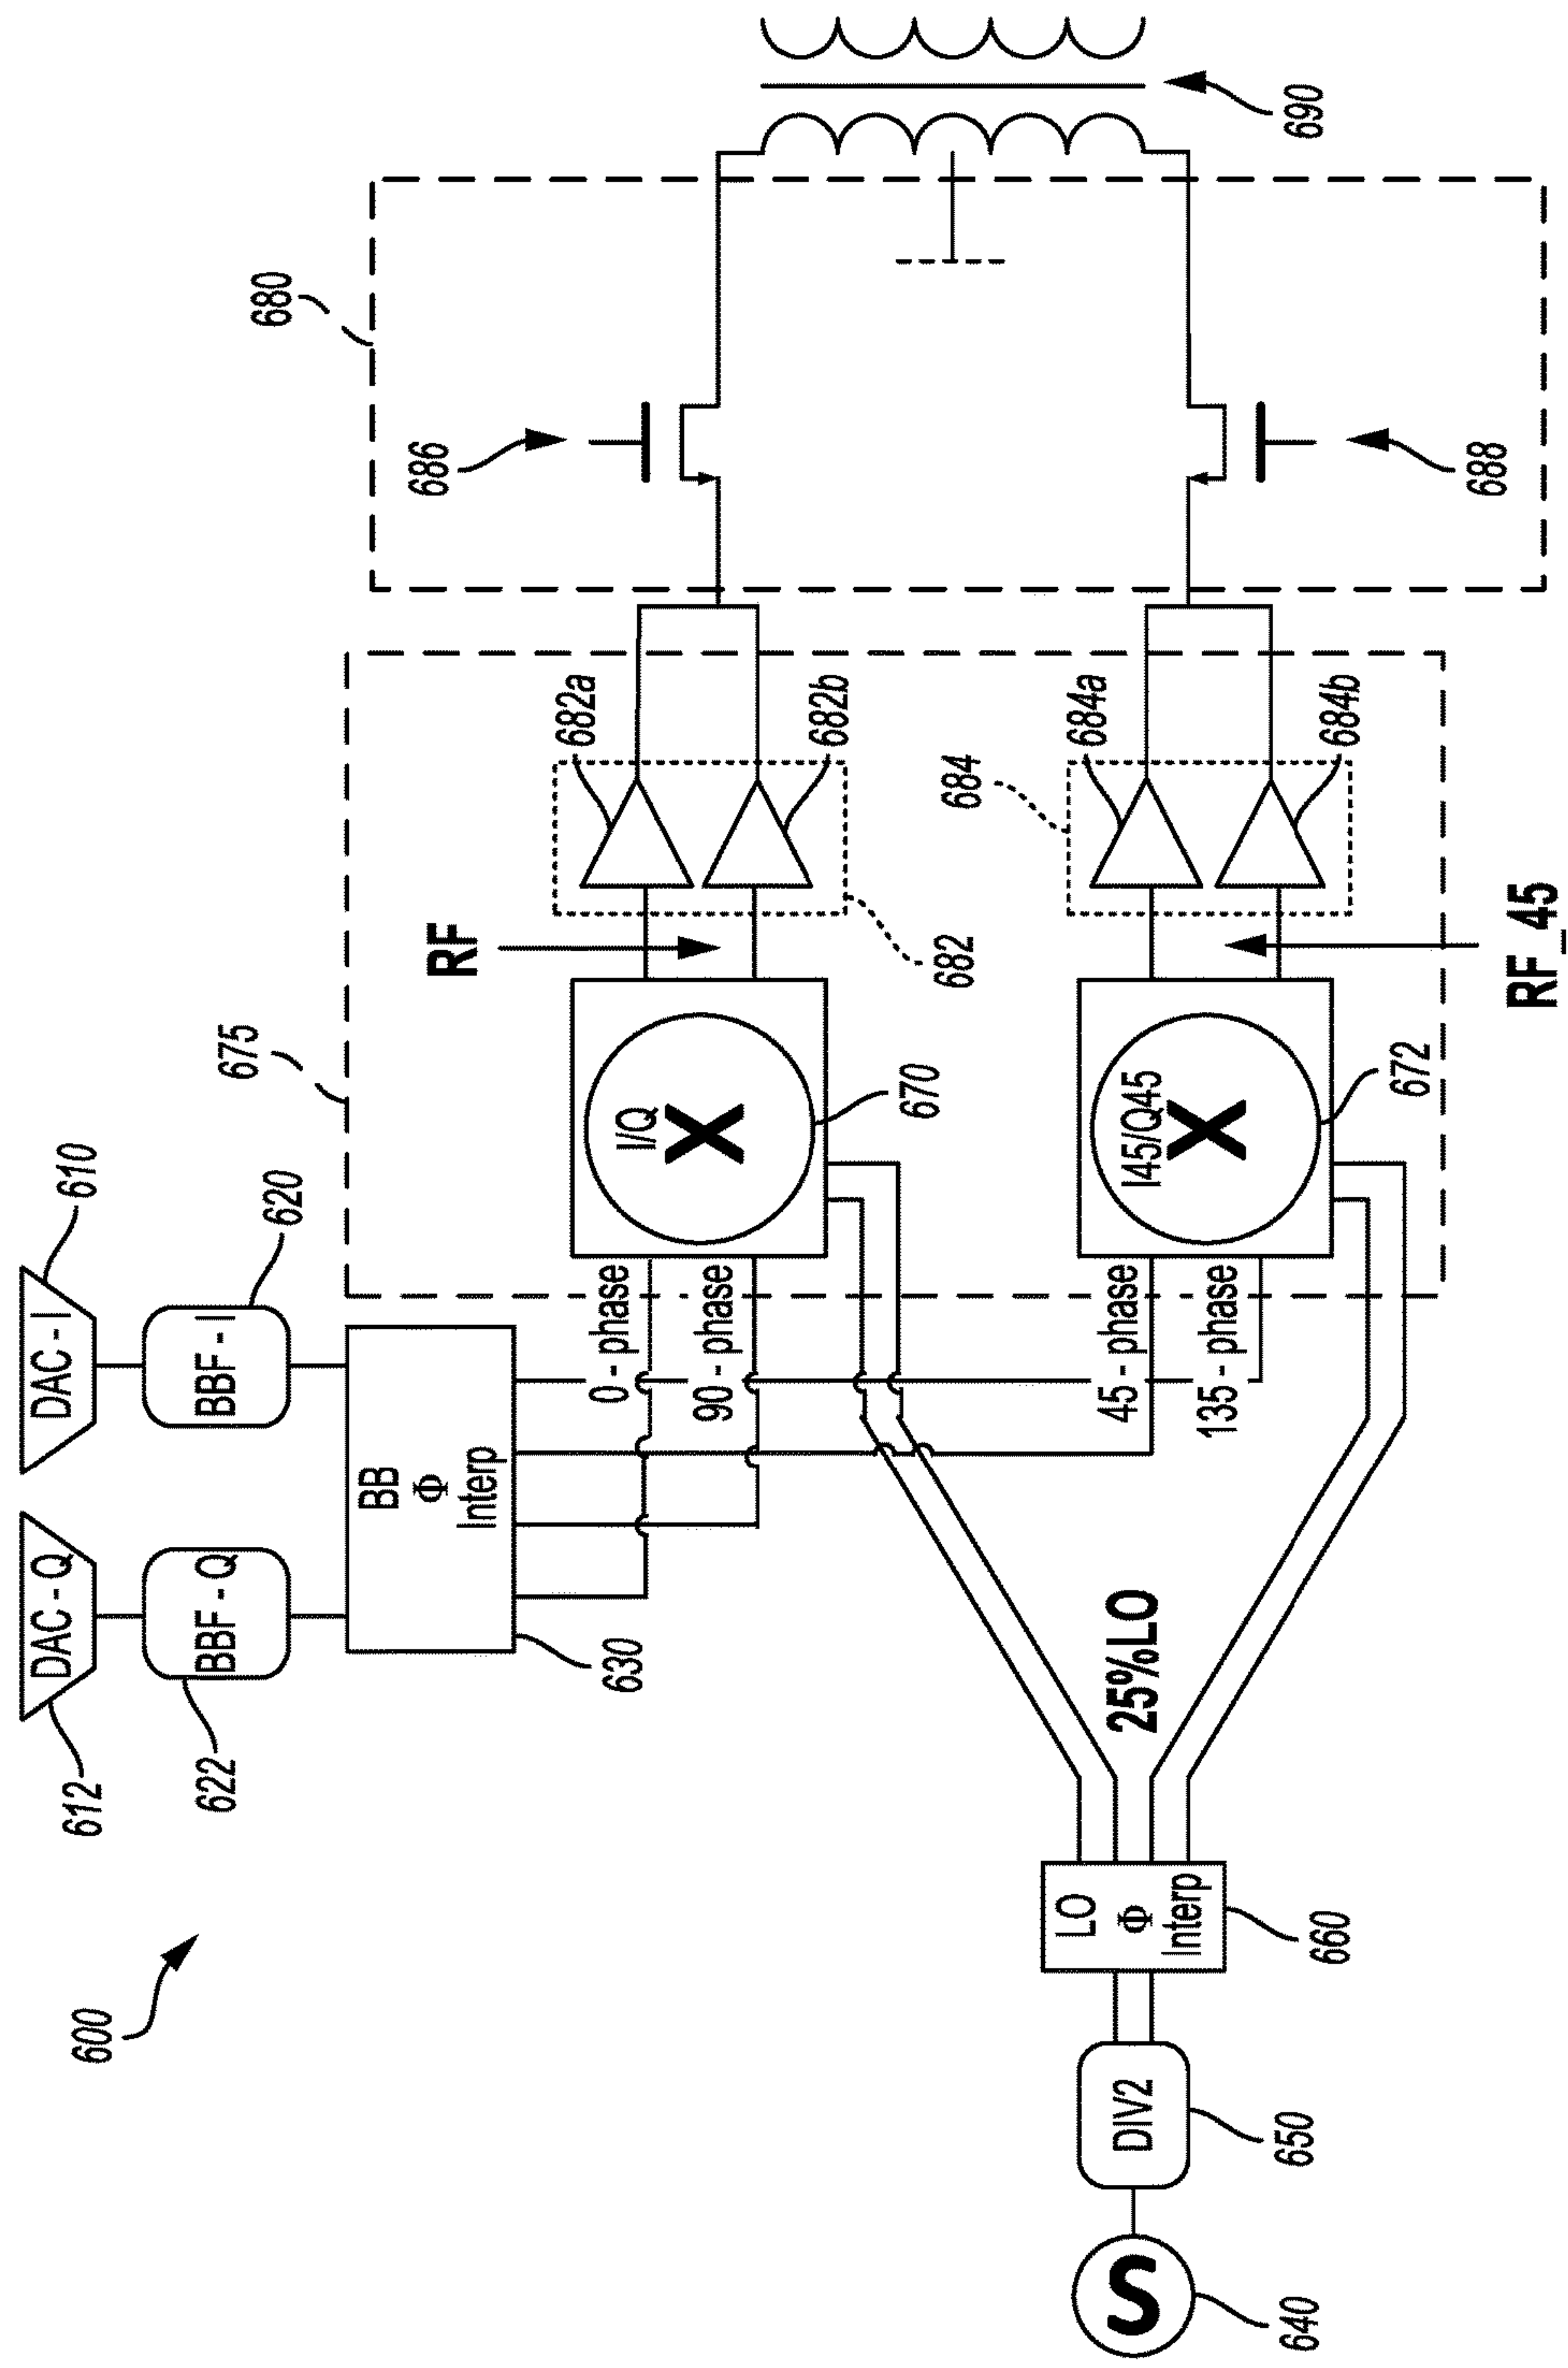 600
612
DAC - Q
DAC - I
610
622
BBF - Q
BBF - I
620
630
BB
Φ
Interp
675
680
0 - phase
90 - phase
I/Q
X
670
RF
682
682a
682b
686
640
S
650
DIV2
660
LO
Φ
Interp
25%LO
45 - phase
135 - phase
I45/Q45
X
672
RF_45
684
684a
684b
688
690